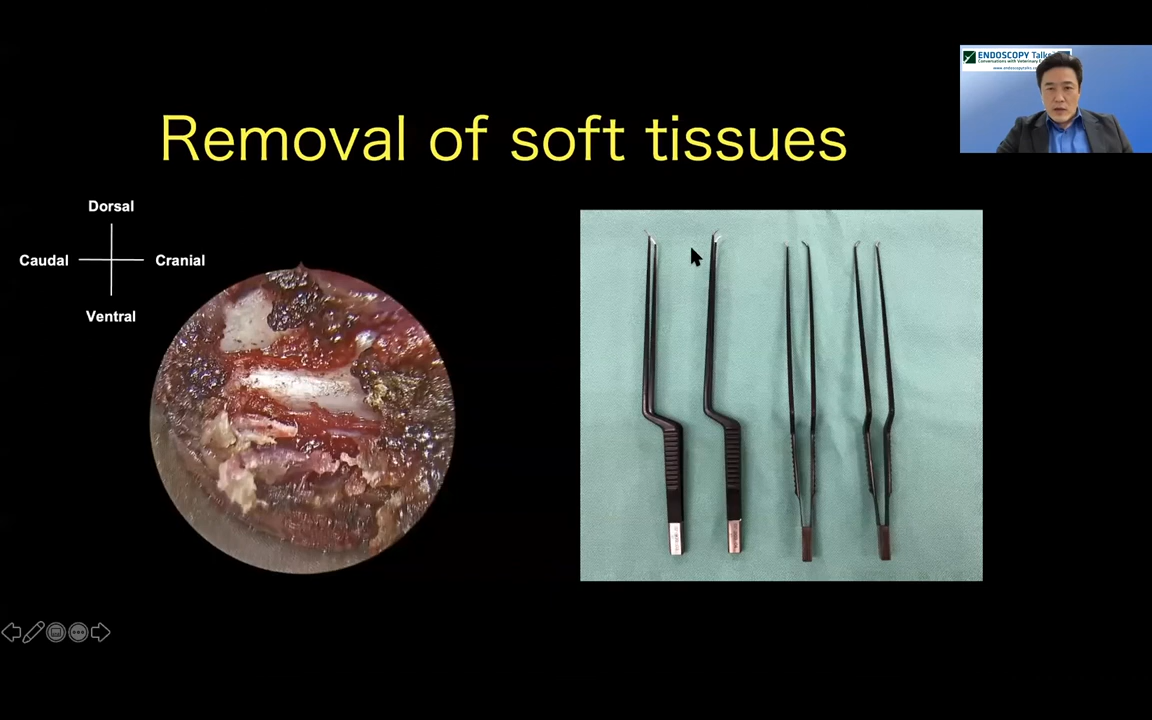 ENDOSCOPY Talks
Conversations with Veterinary
Removal of soft tissues
Dorsal
Caudal
Cranial
Ventral